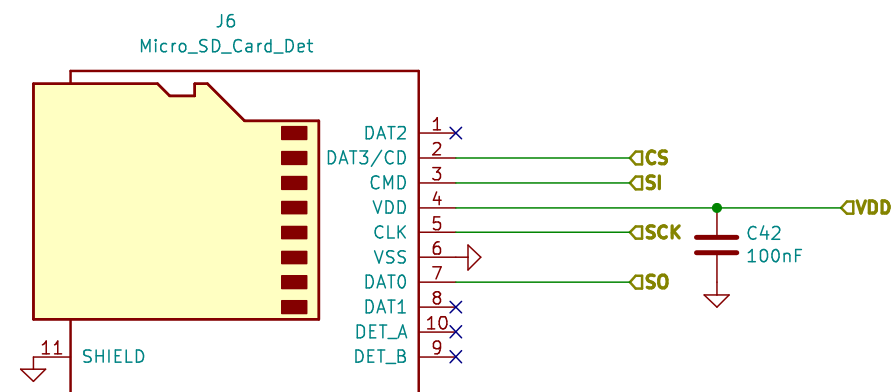 J6
Micro_SD_Card_Det
DAT2 1
DAT3/CD 2 CS
CMD 3 SI
VDD 4 VDD
CLK 5 SCK C42
VSS 6 100nF
DAT0 7 SO
DAT1 8
DET_A 10
11 SHIELD DET_B 9